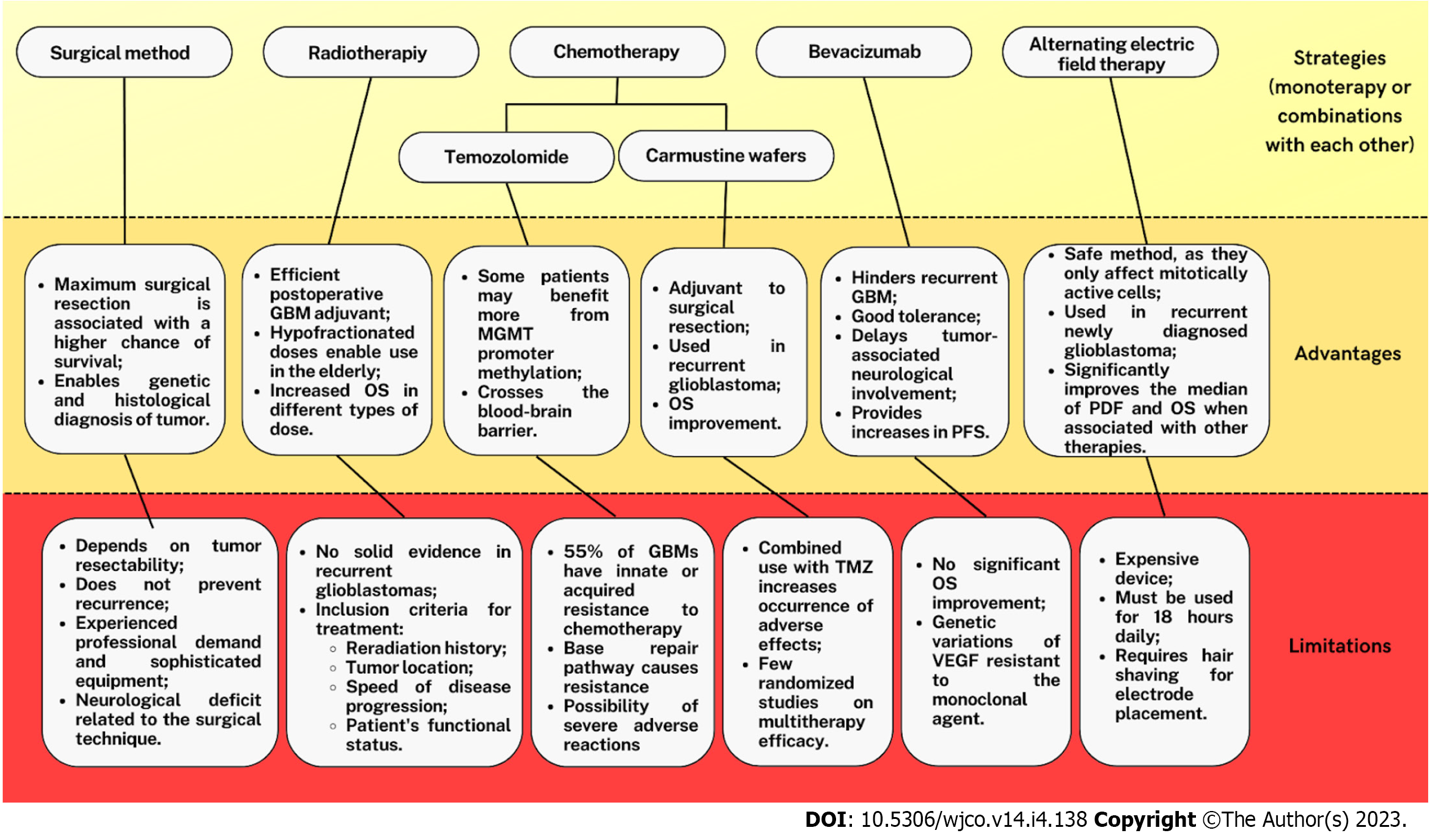 Surgical method
Radiotherapiy
Chemotherapy
Bevacizumab
Alternating electric
field therapy
Strategies
(monoterapy or
combinations
with each other)
Temozolomide
Carmustine wafers
• Maximum surgical
resection is
associated with a
higher chance of
survival;
• Enables genetic
and histological
diagnosis of tumor.
• Efficient
postoperative
GBM adjuvant;
• Hypofractionated
doses enable use
in the elderly;
• Increased OS in
different types of
dose.
• Some patients
may benefit
more from
MGMT
promoter
methylation;
• Crosses the
blood-brain
barrier.
• Adjuvant to
surgical
resection;
• Used in
recurrent
glioblastoma;
• OS
improvement.
• Hinders recurrent
GBM;
• Good tolerance;
• Delays tumor-
associated
neurological
involvement;
• Provides
increases in PFS.
• Safe method, as they
only affect mitotically
active cells;
• Used in recurrent
newly diagnosed
glioblastoma;
• Significantly
improves the median
of PDF and OS when
associated with other
therapies.
Advantages
• Depends on tumor
resectability;
• Does not prevent
recurrence;
• Experienced
professional demand
and sophisticated
equipment;
• Neurological deficit
related to the surgical
technique.
• No solid evidence in
recurrent
glioblastomas;
• Inclusion criteria for
treatment:
◦ Reradiation history;
◦ Tumor location;
◦ Speed of disease
progression;
◦ Patient's functional
status.
• 55% of GBMs
have innate or
acquired
resistance to
chemotherapy
• Base repair
pathway causes
resistance
• Possibility of
severe adverse
reactions
• Combined
use with TMZ
increases
occurrence of
adverse
effects;
• Few
randomized
studies on
multitherapy
efficacy.
• No significant
OS
improvement;
• Genetic
variations of
VEGF resistant
to the
monoclonal
agent.
• Expensive
device;
• Must be used
for 18 hours
daily;
• Requires hair
shaving for
electrode
placement.
Limitations
DOI: 10.5306/wjco.v14.i4.138 Copyright ©The Author(s) 2023.